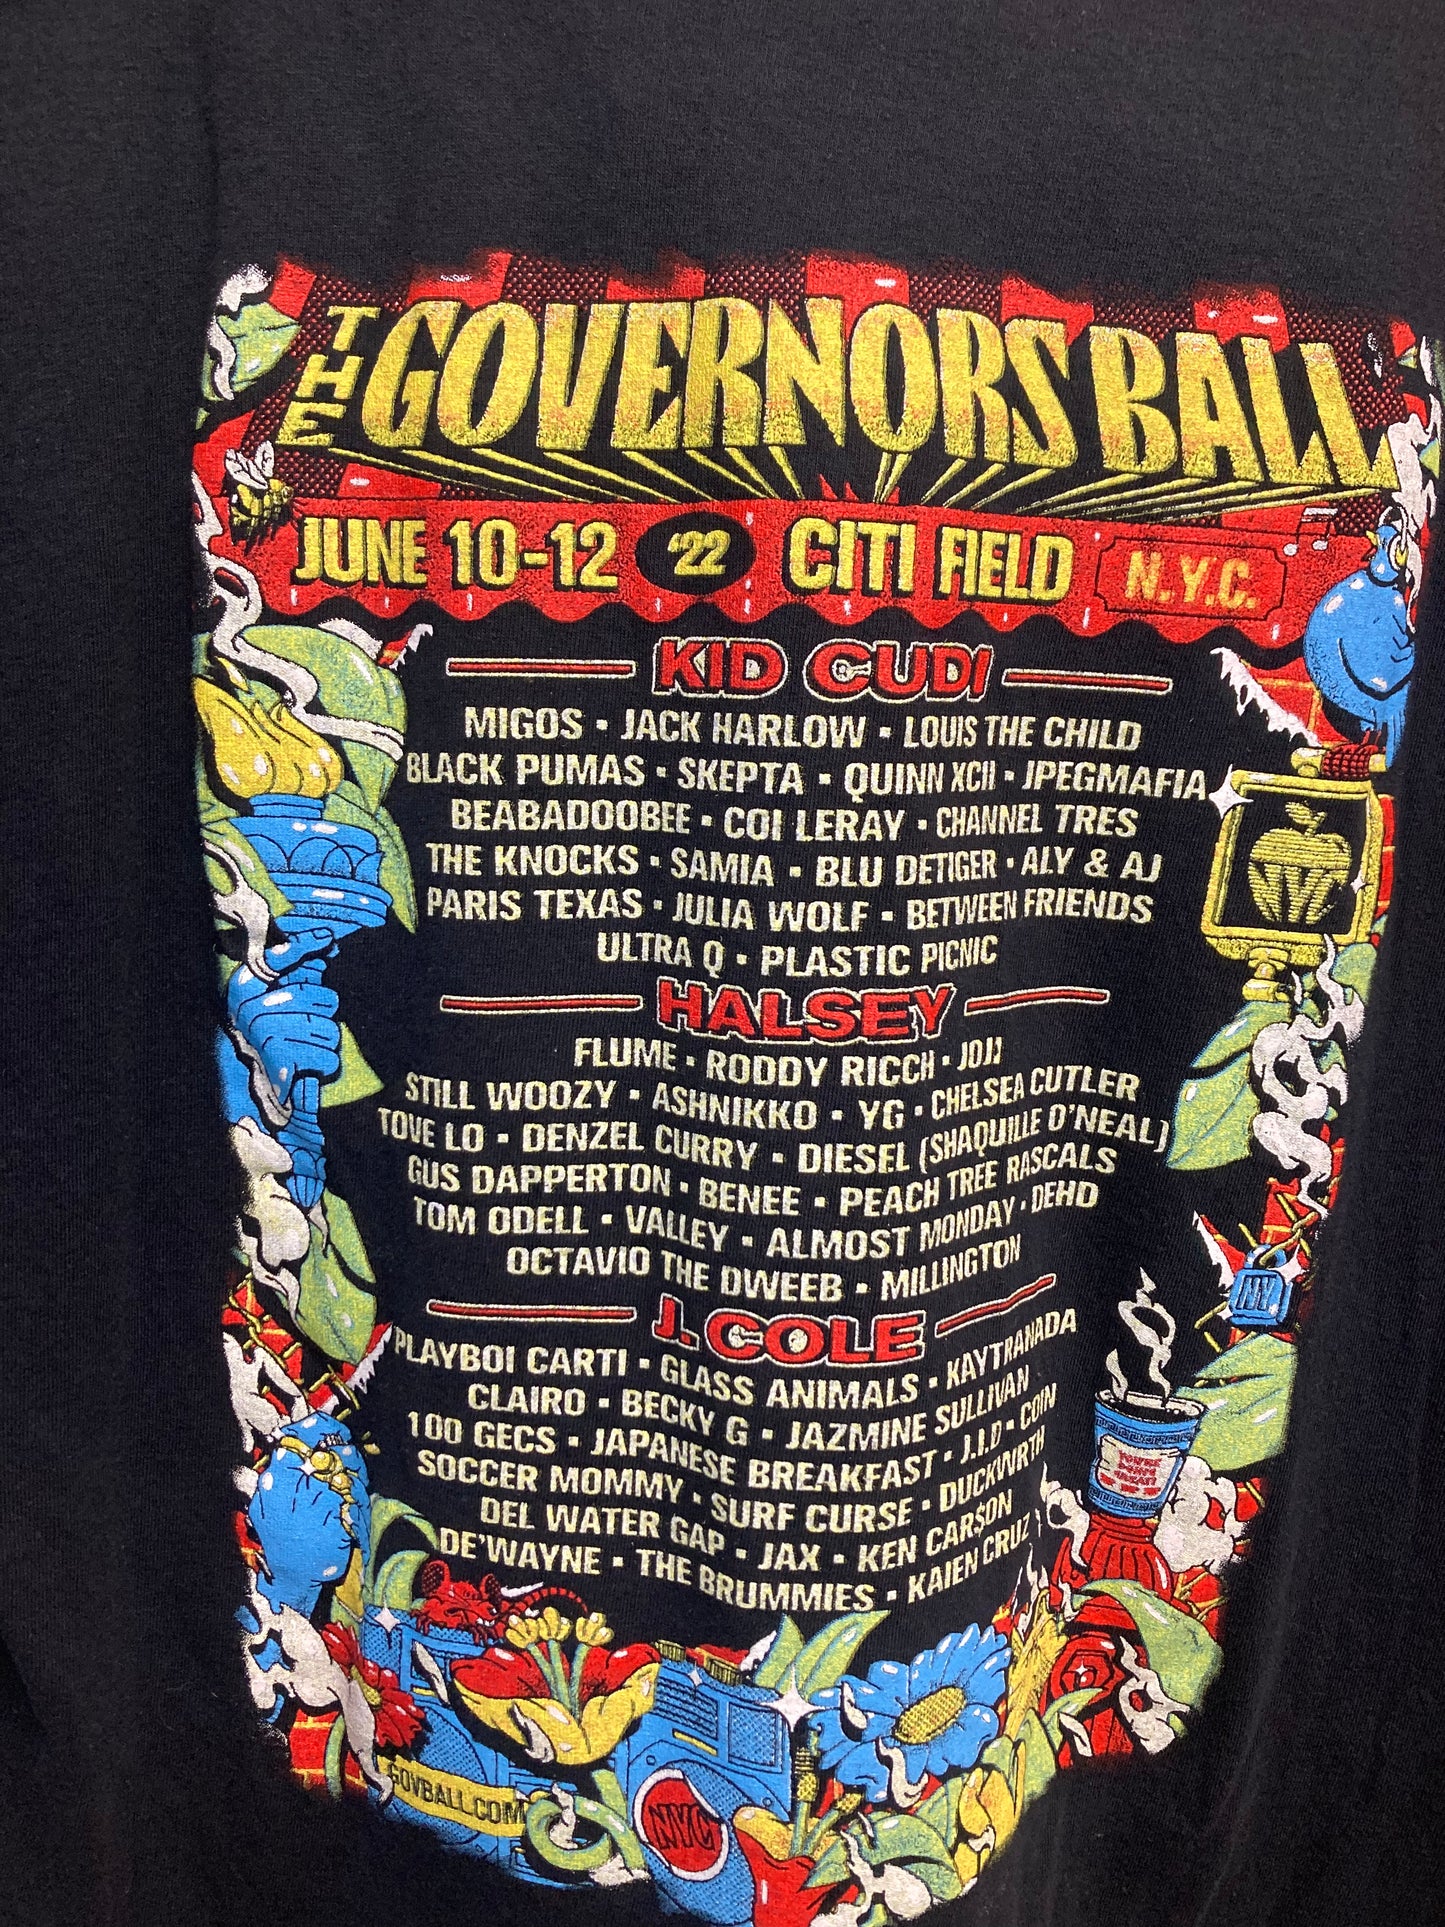 THE GOVERNORS BALL
JUNE 10-12 '22 CITI FIELD N.Y.C.
KID CUDI
MIGOS · JACK HARLOW · LOUIS THE CHILD
BLACK PUMAS · SKEPTA · QUINN XCII · JPEGMAFIA
BEABADOOBEE · COI LERAY · CHANNEL TRES
THE KNOCKS · SAMIA · BLU DETIGER · ALY & AJ
PARIS TEXAS · JULIA WOLF · BETWEEN FRIENDS
ULTRA Q · PLASTIC PICNIC
NYC
HALSEY
FLUME · RODDY RICCH · JOJI
STILL WOOZY · ASHNIKKO · YG · CHELSEA CUTLER
TOVE LO · DENZEL CURRY · DIESEL (SHAQUILLE O'NEAL)
GUS DAPPERTON · BENEE · PEACH TREE RASCALS
TOM ODELL · VALLEY · ALMOST MONDAY · DEHD
OCTAVIO THE DWEEB · MILLINGTON
NY
J. COLE
PLAYBOI CARTI · GLASS ANIMALS · KAYTRANADA
CLAIRO · BECKY G · JAZMINE SULLIVAN
100 GECS · JAPANESE BREAKFAST · J.I.D · COIN
SOCCER MOMMY · SURF CURSE · DUCKWRTH
DEL WATER GAP · JAX · KEN CAR$ON
DE'WAYNE · THE BRUMMIES · KAIEN CRUZ
YOU'RE
DOWN
GOVBALL.COM
NYC